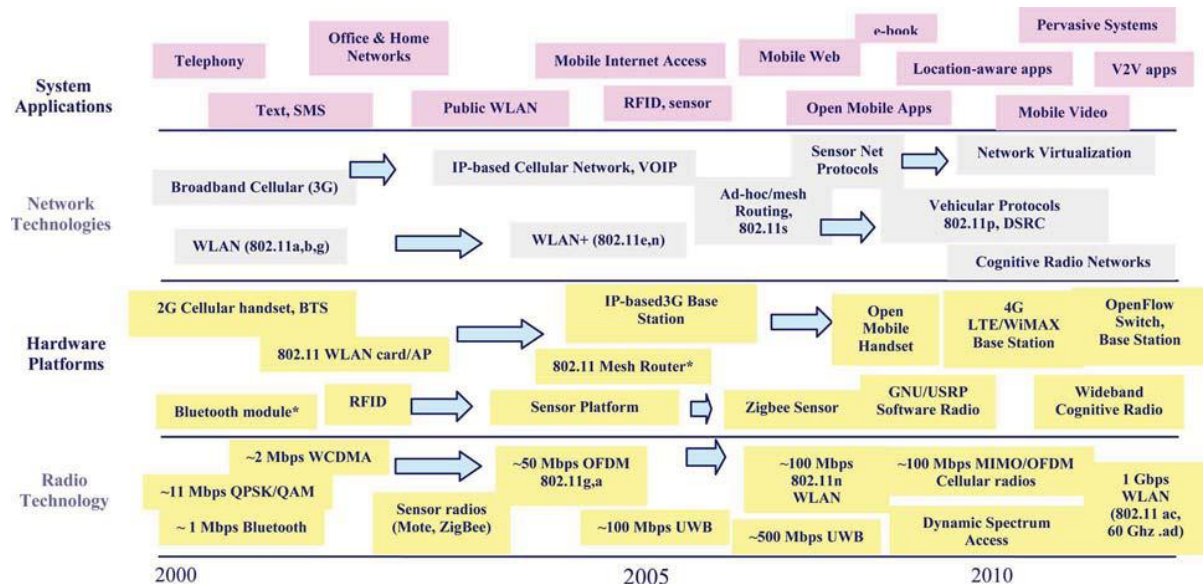 System
Applications
Telephony
Office & Home
Networks
Text, SMS
Public WLAN
Mobile Internet Access
RFID, sensor
Mobile Web
e-book
Open Mobile Apps
Location-aware apps
Pervasive Systems
V2V apps
Mobile Video
Network
Technologies
Broadband Cellular (3G)
WLAN (802.11a,b,g)
IP-based Cellular Network, VOIP
WLAN+ (802.11e,n)
Ad-hoc/mesh
Routing,
802.11s
Sensor Net
Protocols
Network Virtualization
Vehicular Protocols
802.11p, DSRC
Cognitive Radio Networks
Hardware
Platforms
2G Cellular handset, BTS
802.11 WLAN card/AP
Bluetooth module*
RFID
IP-based3G Base
Station
802.11 Mesh Router*
Sensor Platform
Zigbee Sensor
Open
Mobile
Handset
4G
LTE/WiMAX
Base Station
OpenFlow
Switch,
Base Station
GNU/USRP
Software Radio
Wideband
Cognitive Radio
Radio
Technology
~2 Mbps WCDMA
~11 Mbps QPSK/QAM
~ 1 Mbps Bluetooth
Sensor radios
(Mote, ZigBee)
~50 Mbps OFDM
802.11g,a
~100 Mbps UWB
~100 Mbps
802.11n
WLAN
~500 Mbps UWB
~100 Mbps MIMO/OFDM
Cellular radios
Dynamic Spectrum
Access
1 Gbps
WLAN
(802.11 ac,
60 Ghz .ad)
2000
2005
2010